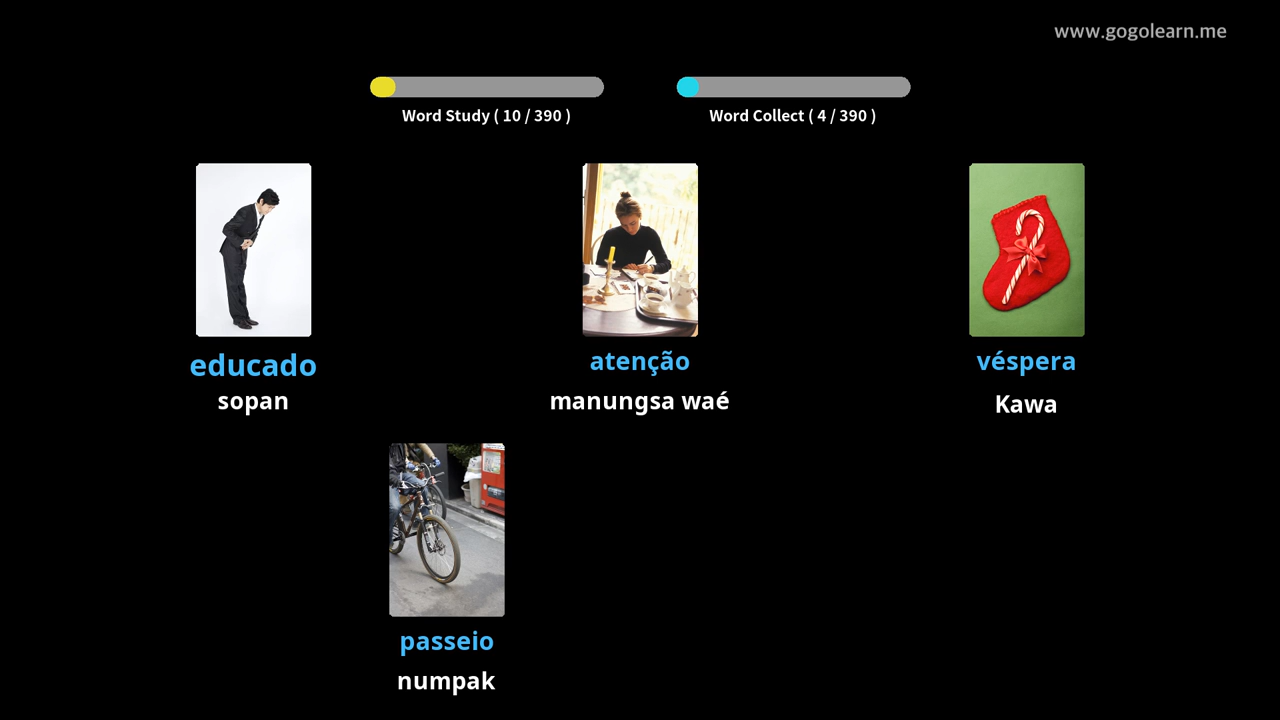 www.gogolearn.me
Word Study ( 10 / 390 )
Word Collect ( 4 / 390 )
educado
sopan
atenção
manungsa waé
véspera
Kawa
passeio
numpak